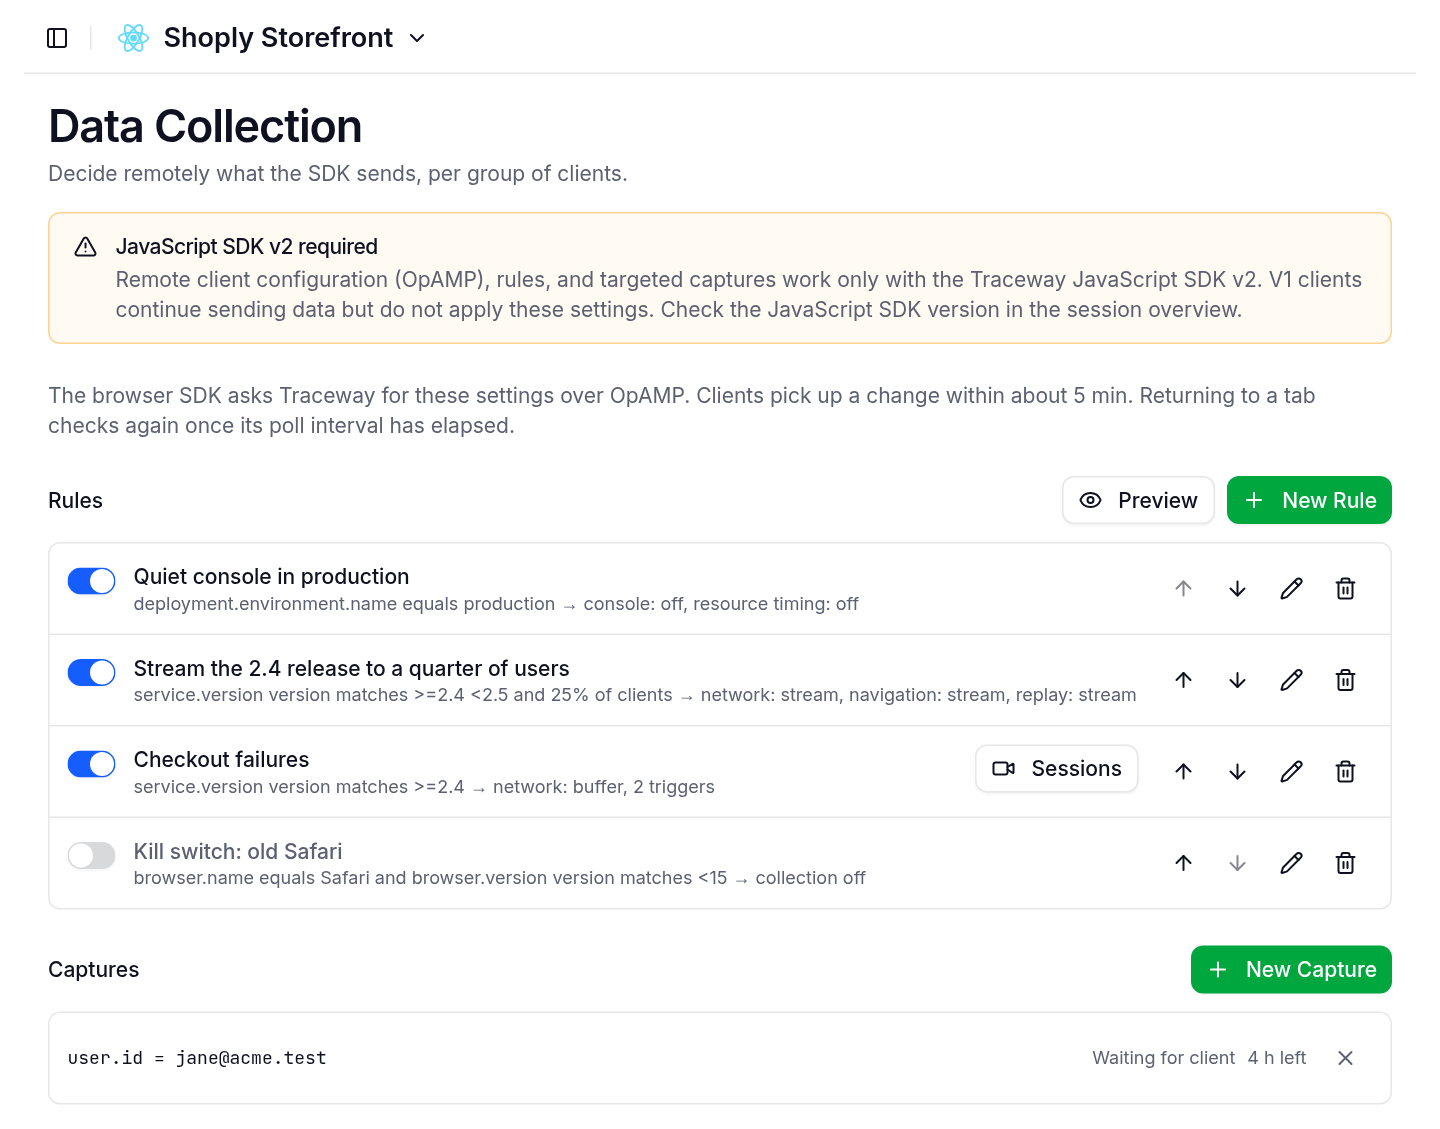 Shoply Storefront
Data Collection
Decide remotely what the SDK sends, per group of clients.
JavaScript SDK v2 required
Remote client configuration (OpAMP), rules, and targeted captures work only with the Traceway JavaScript SDK v2. V1 clients
continue sending data but do not apply these settings. Check the JavaScript SDK version in the session overview.
The browser SDK asks Traceway for these settings over OpAMP. Clients pick up a change within about 5 min. Returning to a tab
checks again once its poll interval has elapsed.
Rules
Preview
New Rule
Quiet console in production
deployment.environment.name equals production → console: off, resource timing: off
Stream the 2.4 release to a quarter of users
service.version version matches >=2.4 <2.5 and 25% of clients → network: stream, navigation: stream, replay: stream
Checkout failures
service.version version matches >=2.4 → network: buffer, 2 triggers
Sessions
Kill switch: old Safari
browser.name equals Safari and browser.version version matches <15 → collection off
Captures
New Capture
user.id = jane@acme.test
Waiting for client 4 h left